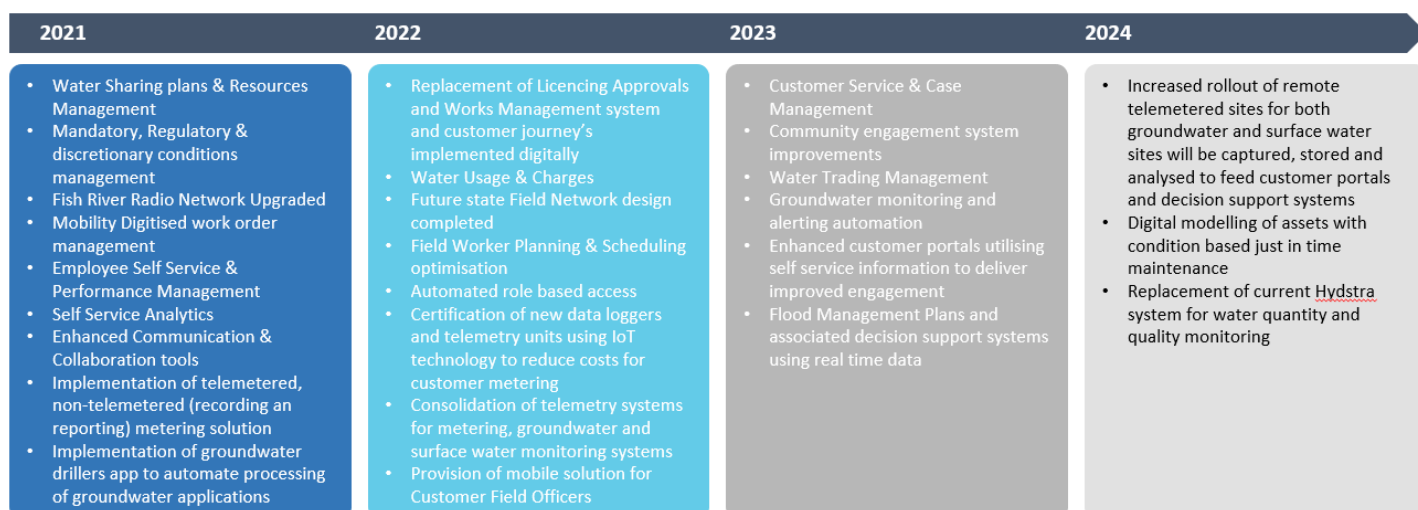 2021
2022
2023
2024
• Water Sharing plans & Resources
Management
• Mandatory, Regulatory &
discretionary conditions
management
• Fish River Radio Network Upgraded
• Mobility Digitised work order
management
• Employee Self Service &
Performance Management
• Self Service Analytics
• Enhanced Communication &
Collaboration tools
• Implementation of telemetered,
non-telemetered (recording an
reporting) metering solution
• Implementation of groundwater
drillers app to automate processing
of groundwater applications
• Replacement of Licencing Approvals
and Works Management system
and customer journey's
implemented digitally
• Water Usage & Charges
• Future state Field Network design
completed
• Field Worker Planning & Scheduling
optimisation
• Automated role based access
• Certification of new data loggers
and telemetry units using IoT
technology to reduce costs for
customer metering
• Consolidation of telemetry systems
for metering, groundwater and
surface water monitoring systems
• Provision of mobile solution for
Customer Field Officers
• Customer Service & Case
Management
• Community engagement system
improvements
• Water Trading Management
• Groundwater monitoring and
alerting automation
• Enhanced customer portals utilising
self service information to deliver
improved engagement
• Flood Management Plans and
associated decision support systems
using real time data
• Increased rollout of remote
telemetered sites for both
groundwater and surface water
sites will be captured, stored and
analysed to feed customer portals
and decision support systems
• Digital modelling of assets with
condition based just in time
maintenance
• Replacement of current Hydstra
system for water quantity and
quality monitoring